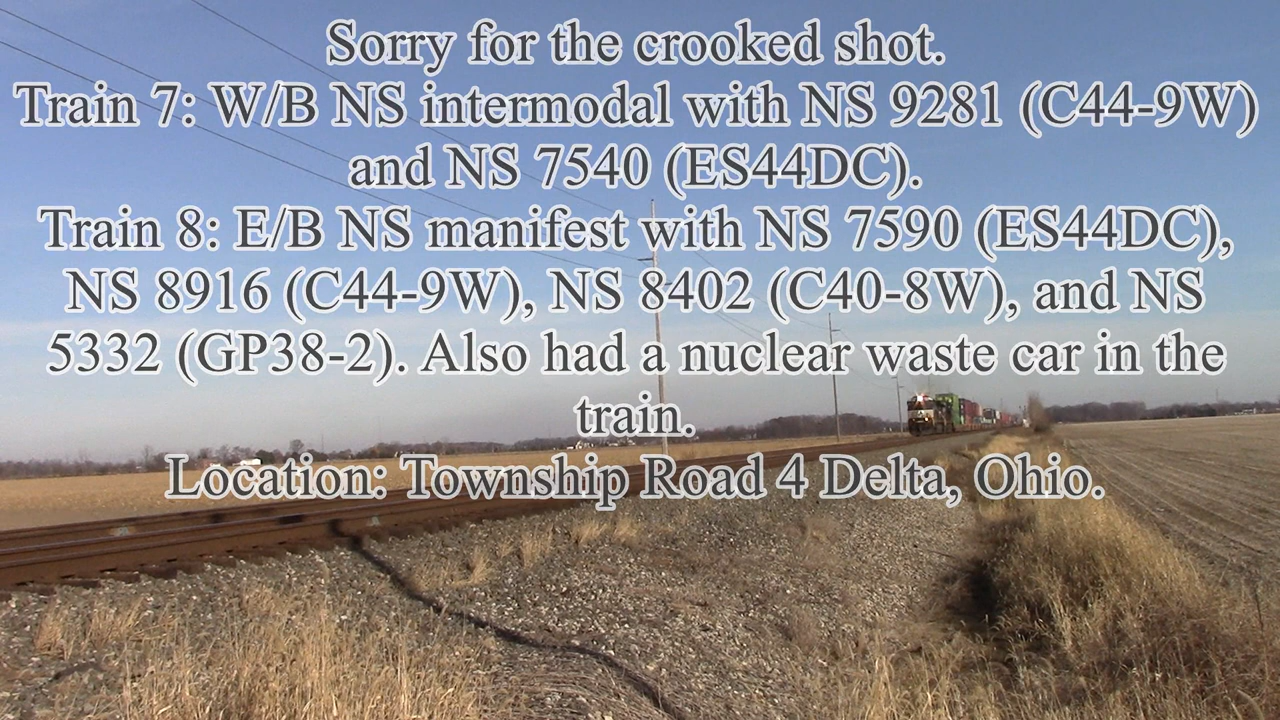 Sorry for the crooked shot.
Train 7: W/B NS intermodal with NS 9281 (C44-9W)
and NS 7540 (ES44DC).
Train 8: E/B NS manifest with NS 7590 (ES44DC),
NS 8916 (C44-9W), NS 8402 (C40-8W), and NS
5332 (GP38-2). Also had a nuclear waste car in the
train.
Location: Township Road 4 Delta, Ohio.